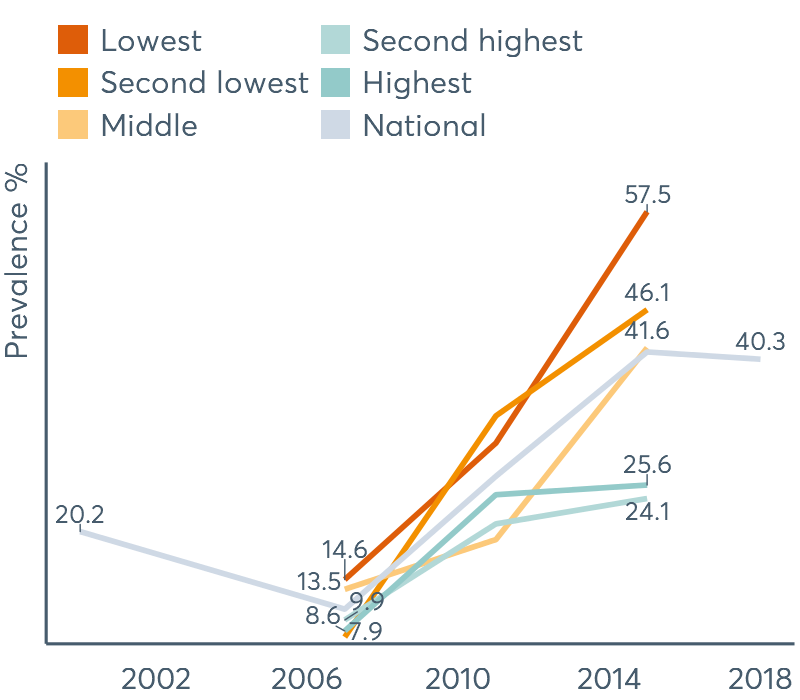 Lowest
Second lowest
Middle
Second highest
Highest
National
Prevalence %
57.5
46.1
41.6
40.3
25.6
24.1
20.2
14.6
13.5
9.9
8.6
7.9
2002 2006 2010 2014 2018